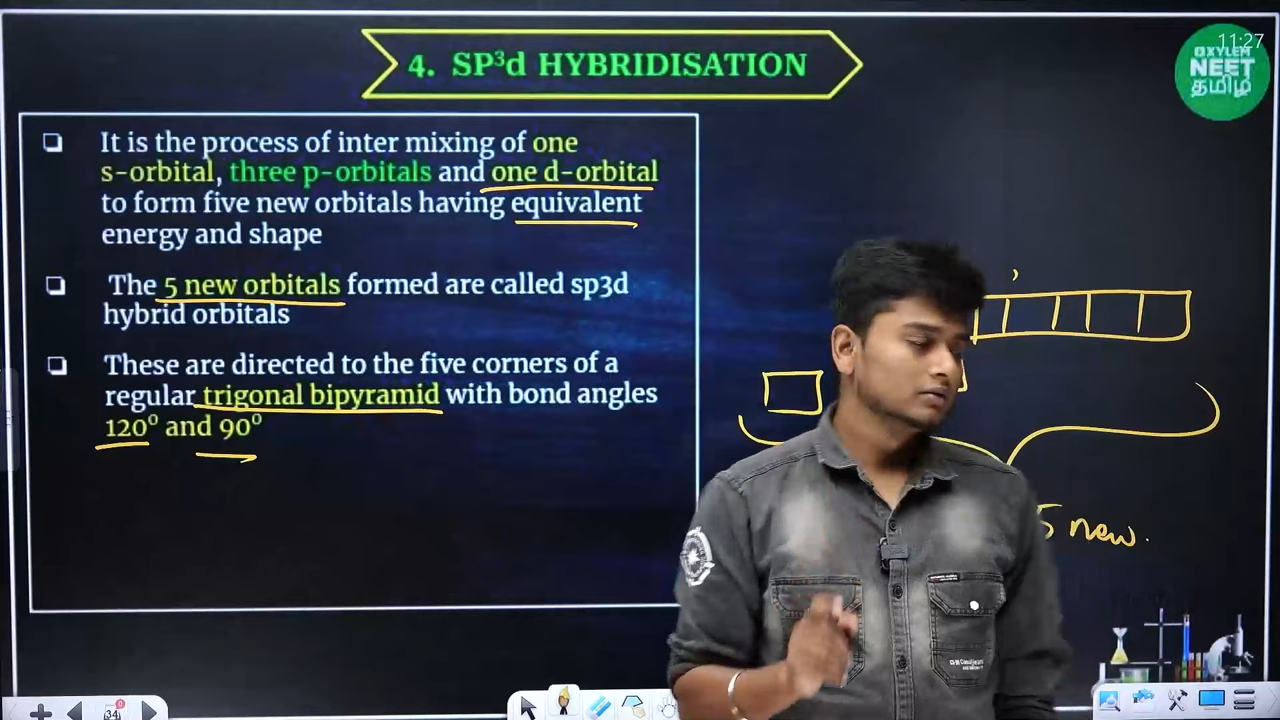 4. SP³d HYBRIDISATION
11:27
OXYLEM
NEET
தமிழ்
It is the process of inter mixing of one
s-orbital, three p-orbitals and one d-orbital
to form five new orbitals having equivalent
energy and shape
The 5 new orbitals formed are called sp3d
hybrid orbitals
These are directed to the five corners of a
regular trigonal bipyramid with bond angles
120⁰ and 90⁰
5 new.
34